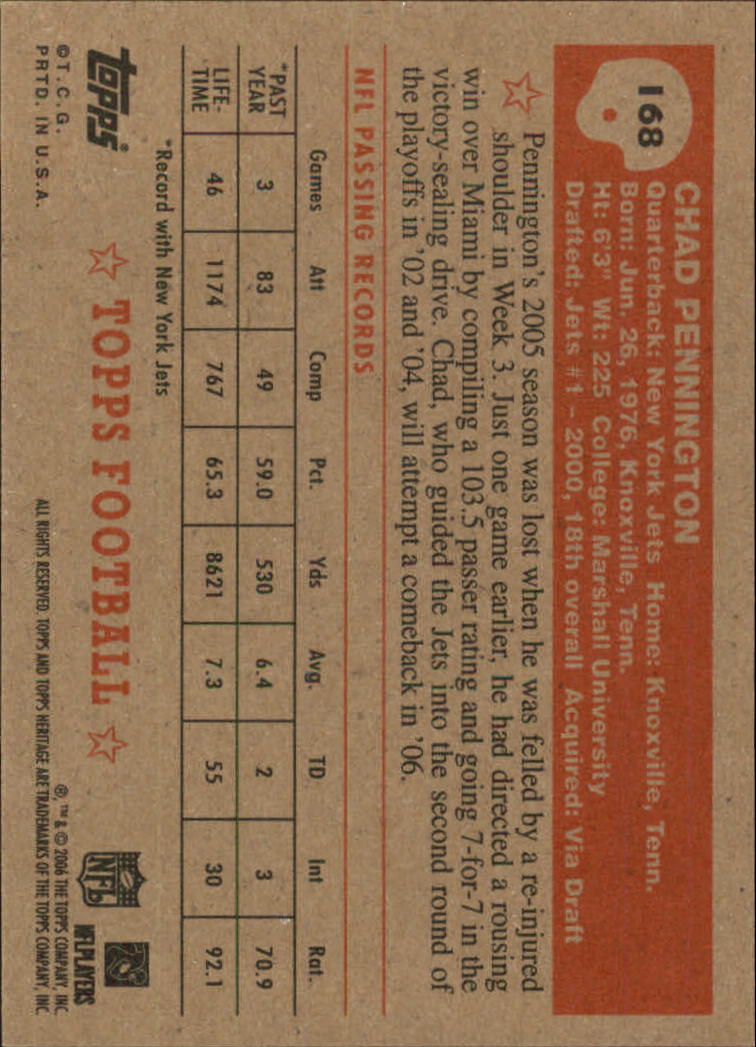 168
CHAD PENNINGTON
Quarterback: New York Jets Home: Knoxville, Tenn.
Born: Jun. 26, 1976, Knoxville, Tenn.
Ht: 6'3" Wt: 225 College: Marshall University
Drafted: Jets #1 - 2000, 18th overall Acquired: Via Draft
Pennington's 2005 season was lost when he was felled by a re-injured
shoulder in Week 3. Just one game earlier, he had directed a rousing
win over Miami by compiling a 103.5 passer rating and going 7-for-7 in the
victory-sealing drive. Chad, who guided the Jets into the second round of
the playoffs in '02 and '04, will attempt a comeback in '06.
NFL PASSING RECORDS
Games Att Comp Pct. Yds Avg. TD Int Rat.
*PAST YEAR 3 83 49 59.0 530 6.4 2 3 70.9
LIFE-TIME 46 1174 767 65.3 8621 7.3 55 30 92.1
*Record with New York Jets
topps®
©T.C.G.
PRTD. IN U.S.A.
TOPPS FOOTBALL
NFL
NFLPLAYERS
®, ™ & © 2006 THE TOPPS COMPANY, INC
ALL RIGHTS RESERVED. TOPPS AND TOPPS HERITAGE ARE TRADEMARKS OF THE TOPPS COMPANY, INC